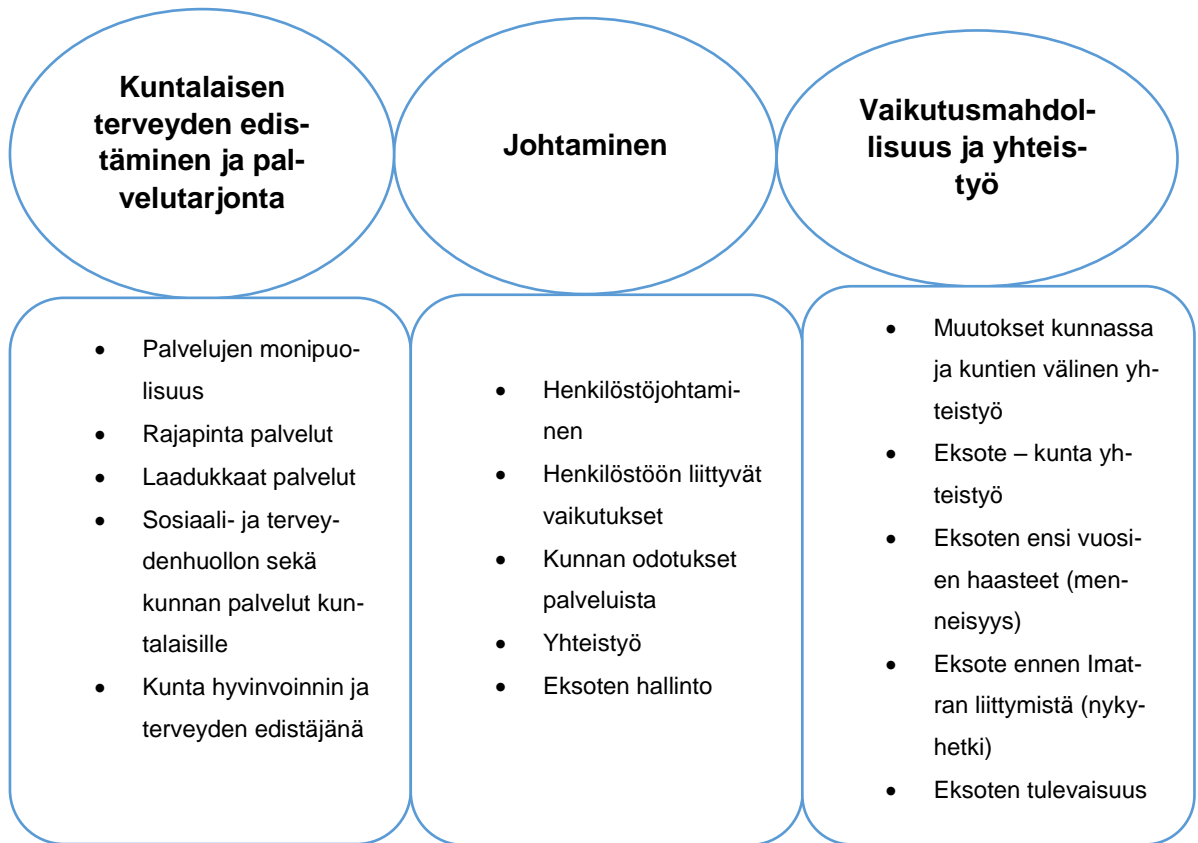 Kuntalaisen
terveyden edis-
täminen ja pal-
velutarjonta
Johtaminen
Vaikutusmahdol-
lisuus ja yhteis-
työ
• Palvelujen monipuo-
lisuus
• Rajapinta palvelut
• Laadukkaat palvelut
• Sosiaali- ja tervey-
denhuollon sekä
kunnan palvelut kun-
talaisille
• Kunta hyvinvoinnin ja
terveyden edistäjänä
• Henkilöstöjohtami-
nen
• Henkilöstöön liittyvät
vaikutukset
• Kunnan odotukset
palveluista
• Yhteistyö
• Eksoten hallinto
• Muutokset kunnassa
ja kuntien välinen yh-
teistyö
• Eksote – kunta yh-
teistyö
• Eksoten ensi vuosi-
en haasteet (men-
neisyys)
• Eksote ennen Imat-
ran liittymistä (nyky-
hetki)
• Eksoten tulevaisuus